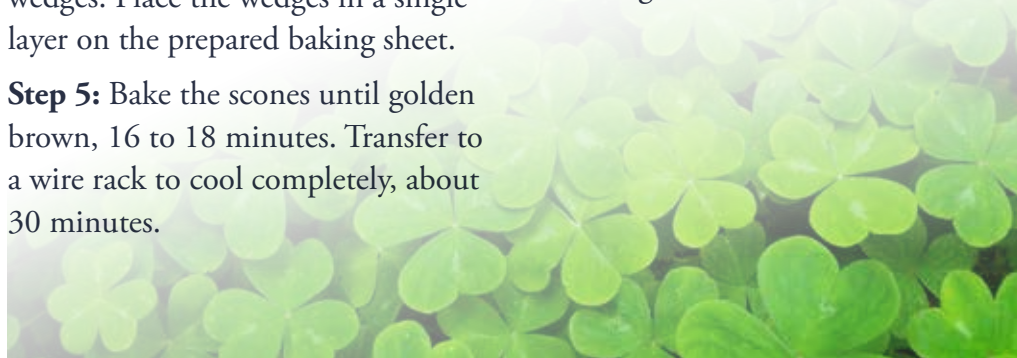 wedges. Place the wedges in a single
layer on the prepared baking sheet.
Step 5: Bake the scones until golden
brown, 16 to 18 minutes. Transfer to
a wire rack to cool completely, about
30 minutes.